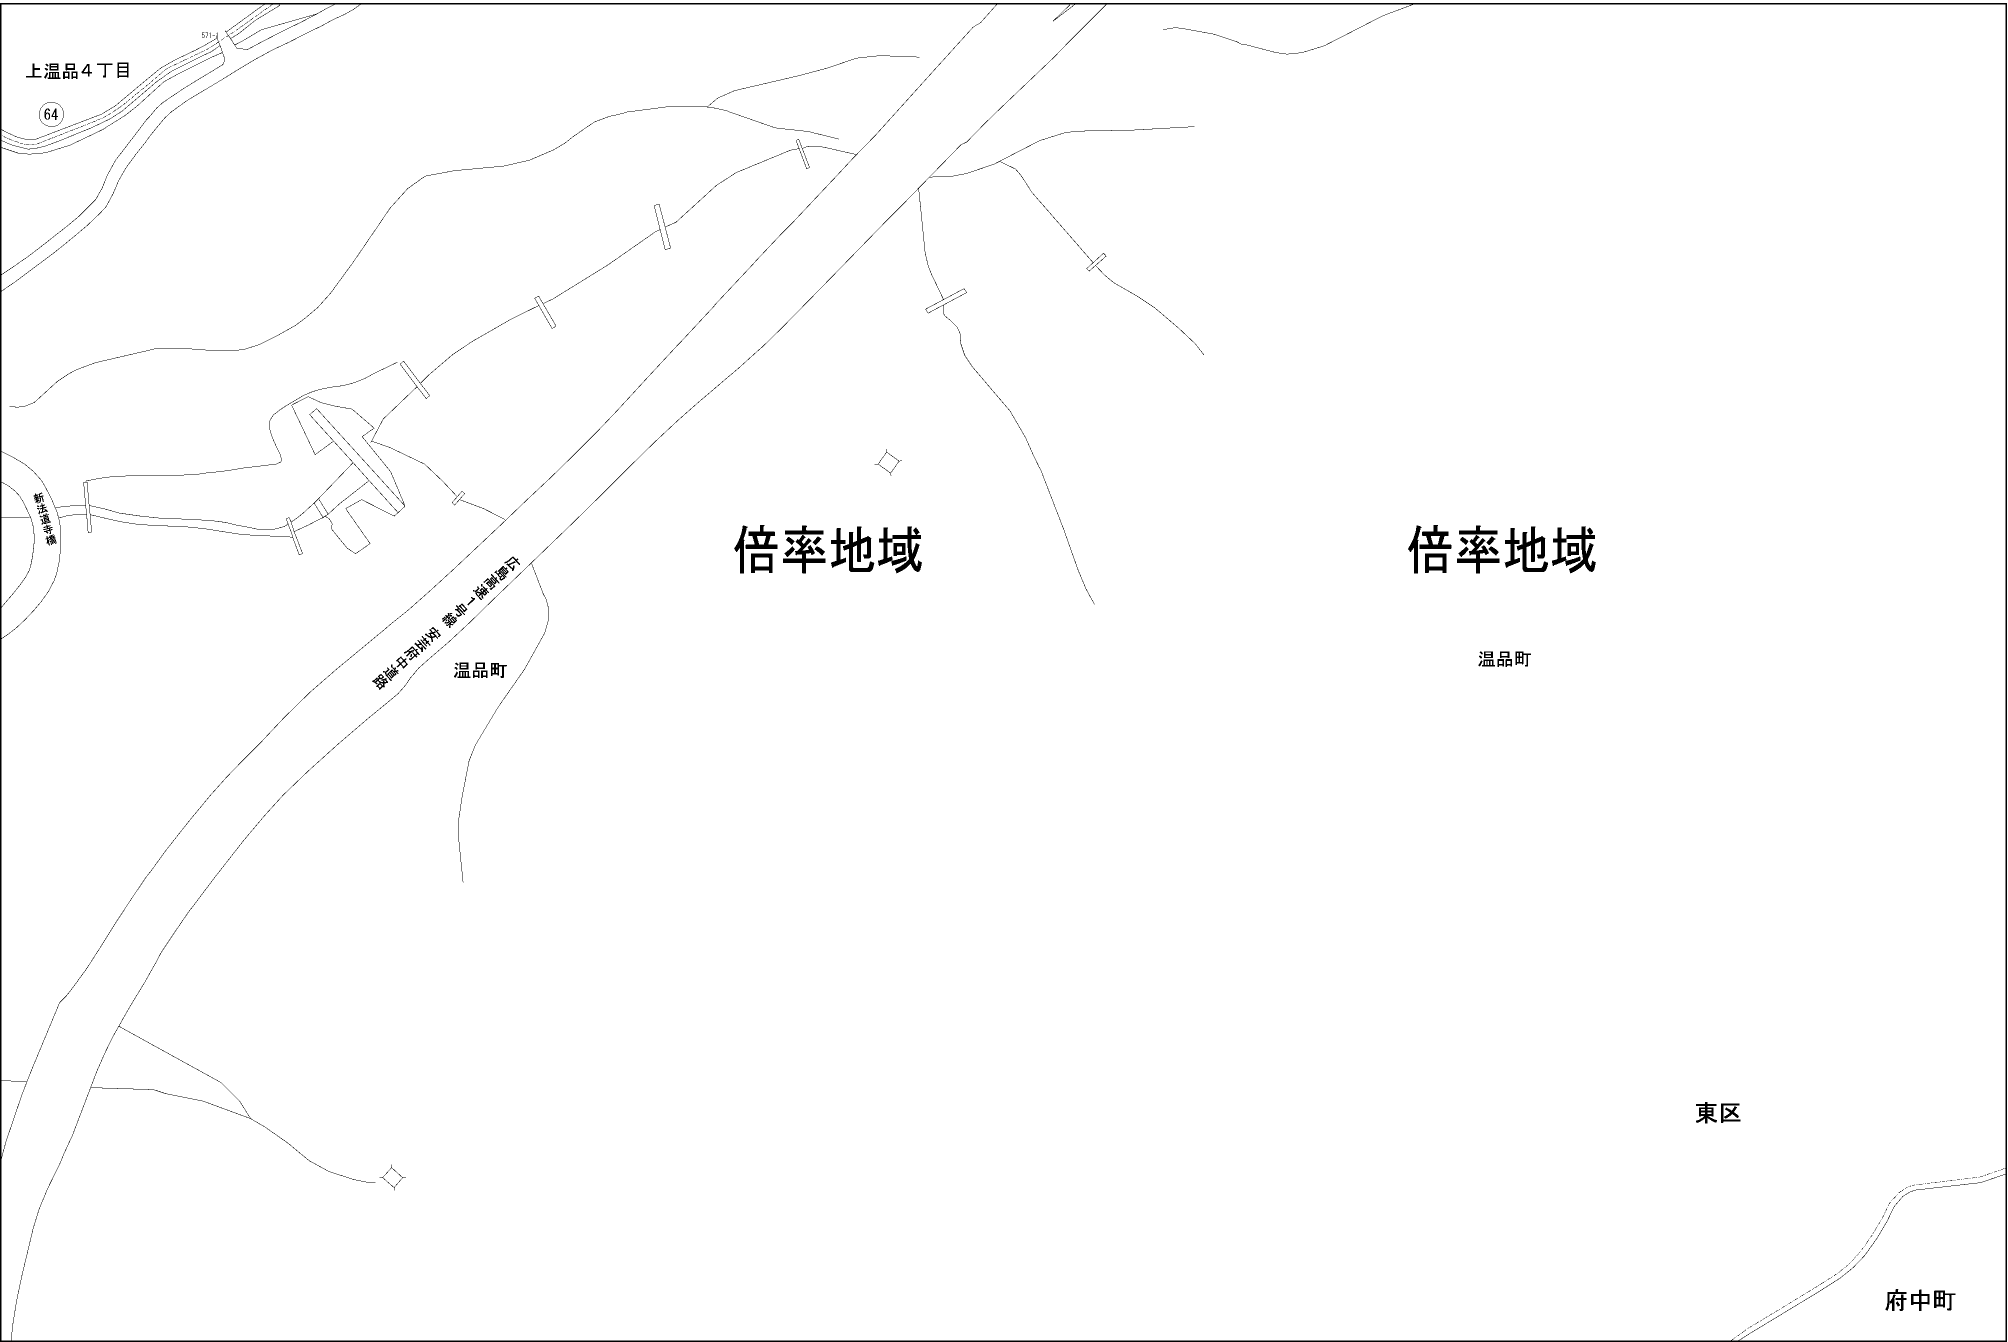 571-1
上温品4丁目
64
新法道寺橋
倍率地域
倍率地域
広島高速1号線 安芸府中道路
温品町
温品町
東区
府中町